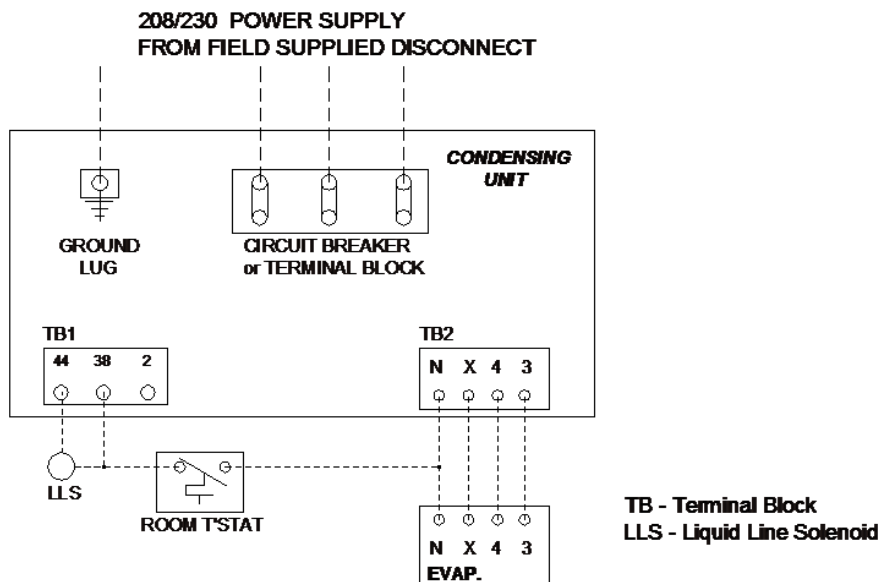 208/230 POWER SUPPLY
FROM FIELD SUPPLIED DISCONNECT
CONDENSING
UNIT
GROUND
LUG
CIRCUIT BREAKER
or TERMINAL BLOCK
TB1
44 38 2
TB2
N X 4 3
LLS
ROOM T'STAT
N X 4 3
EVAP.
TB - Terminal Block
LLS - Liquid Line Solenoid